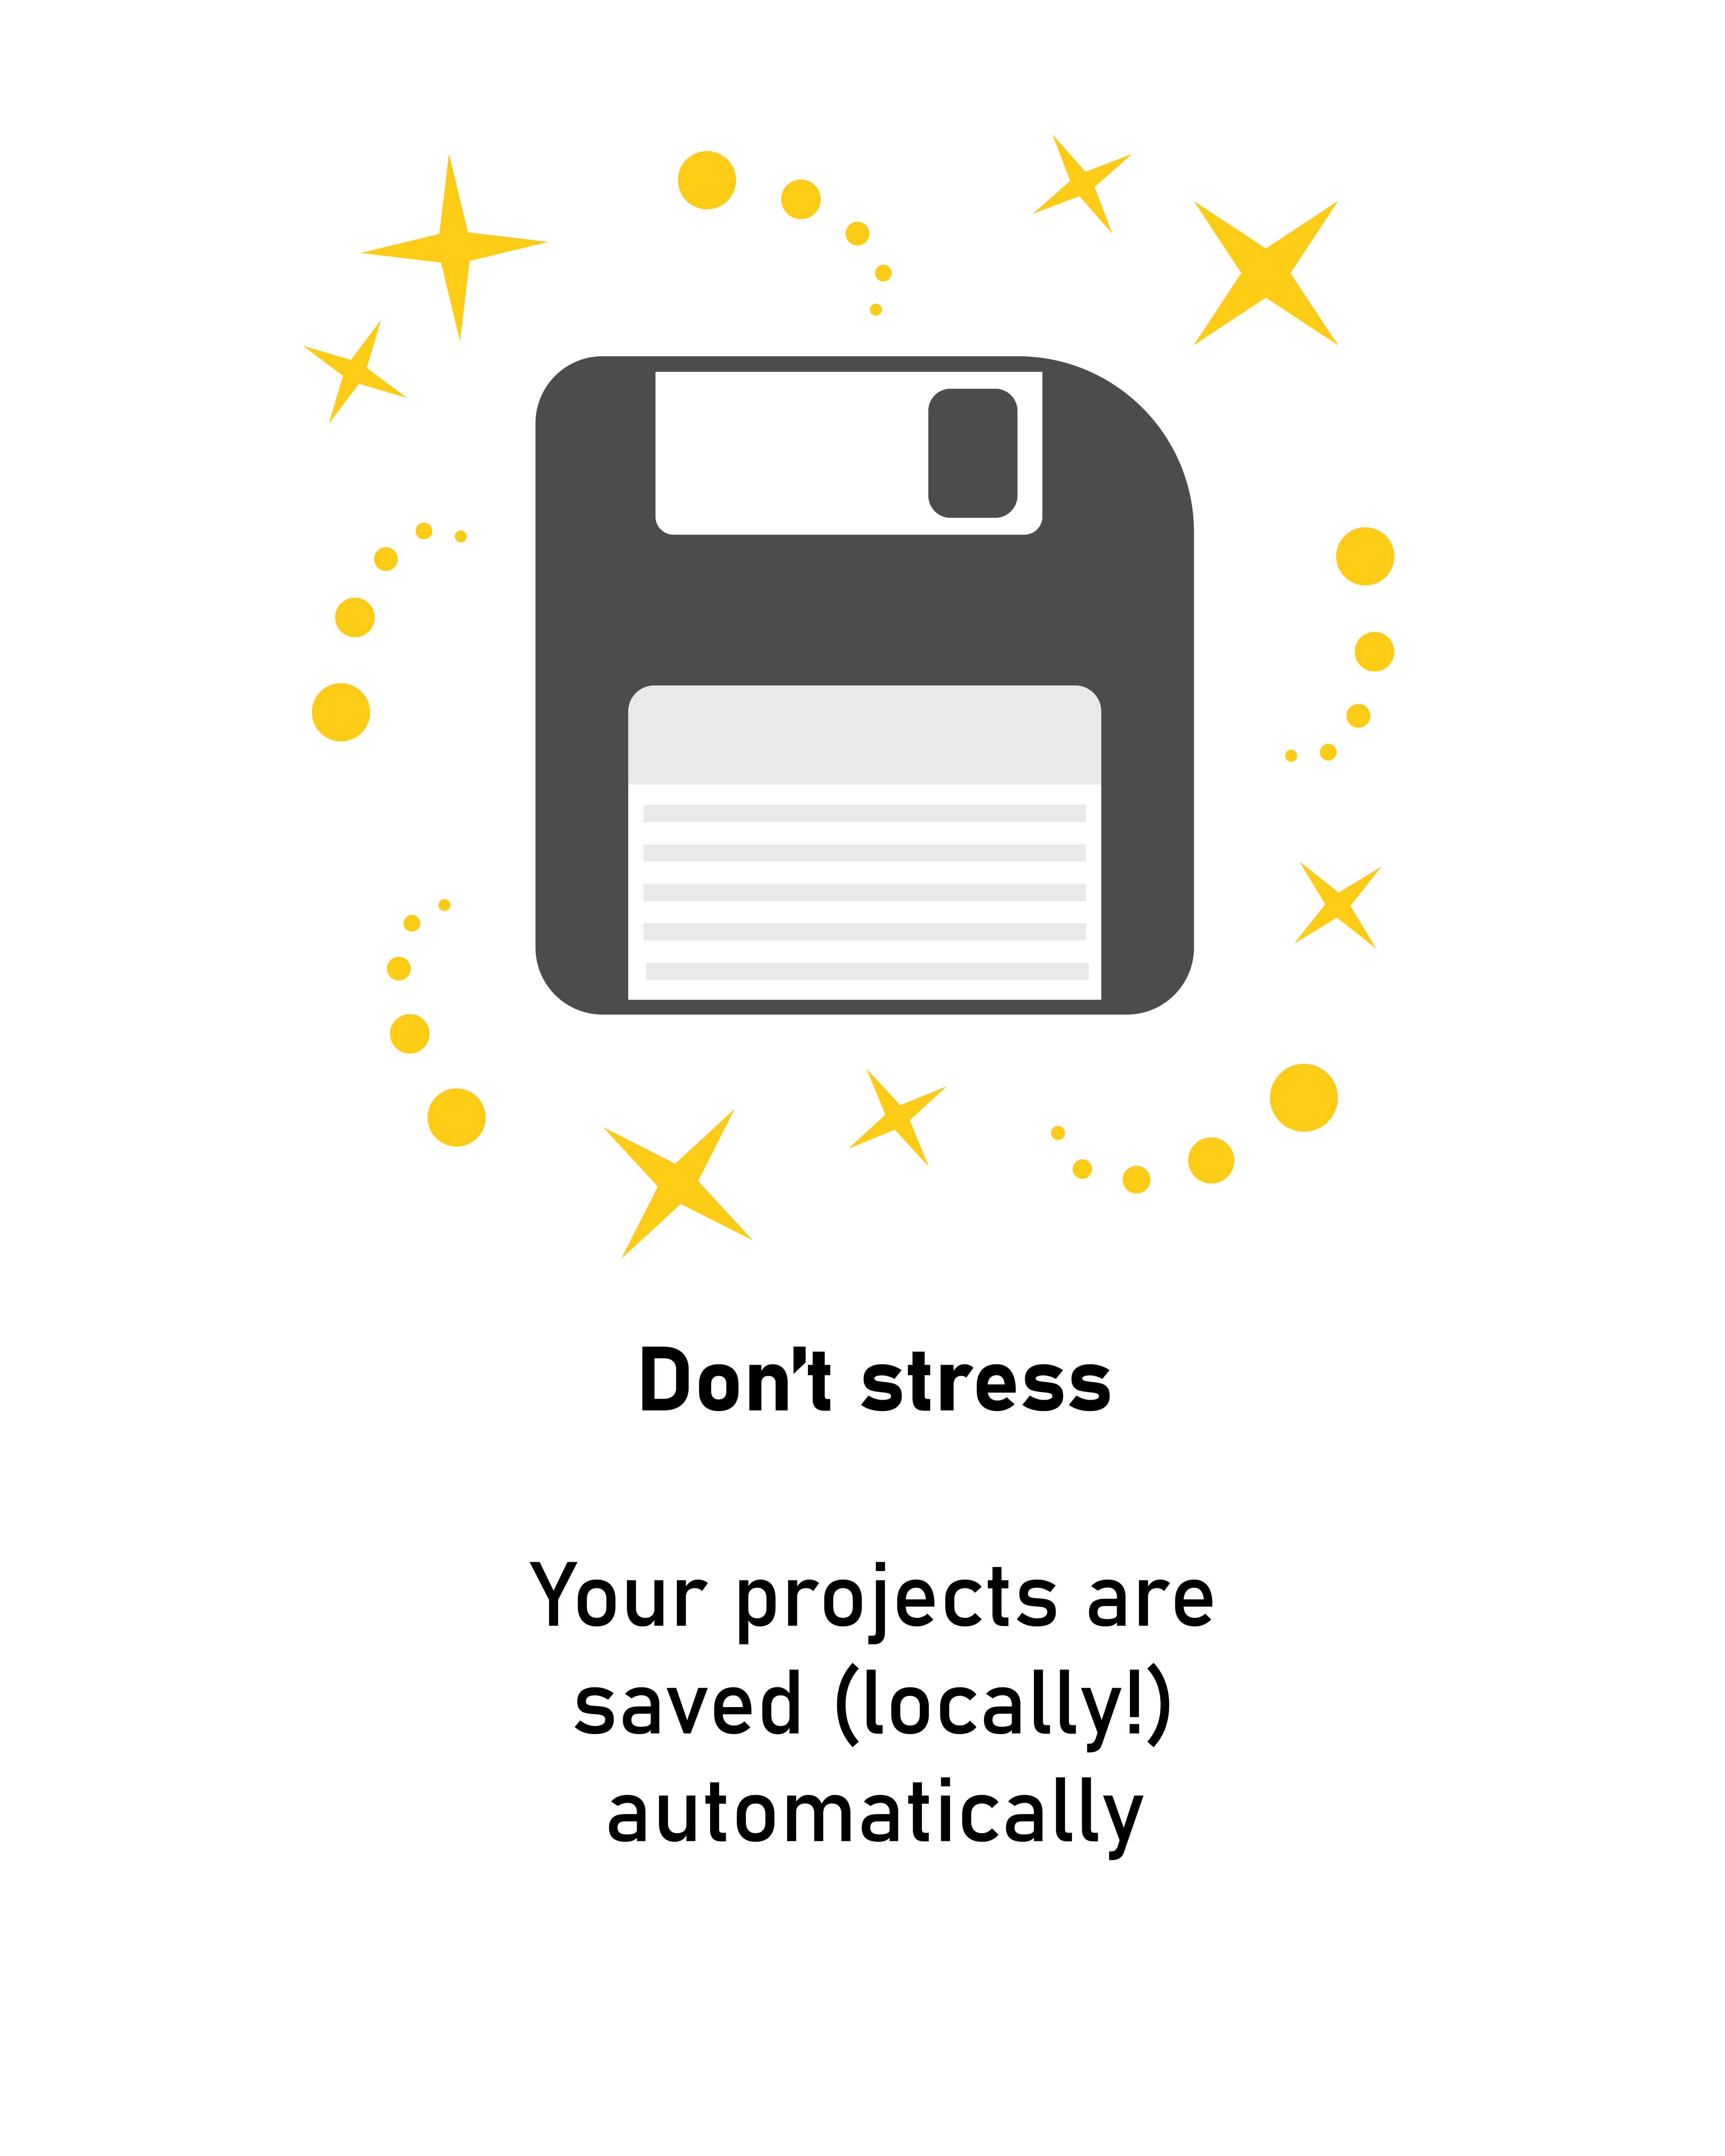 Don't stress
Your projects are
saved (locally!)
automatically